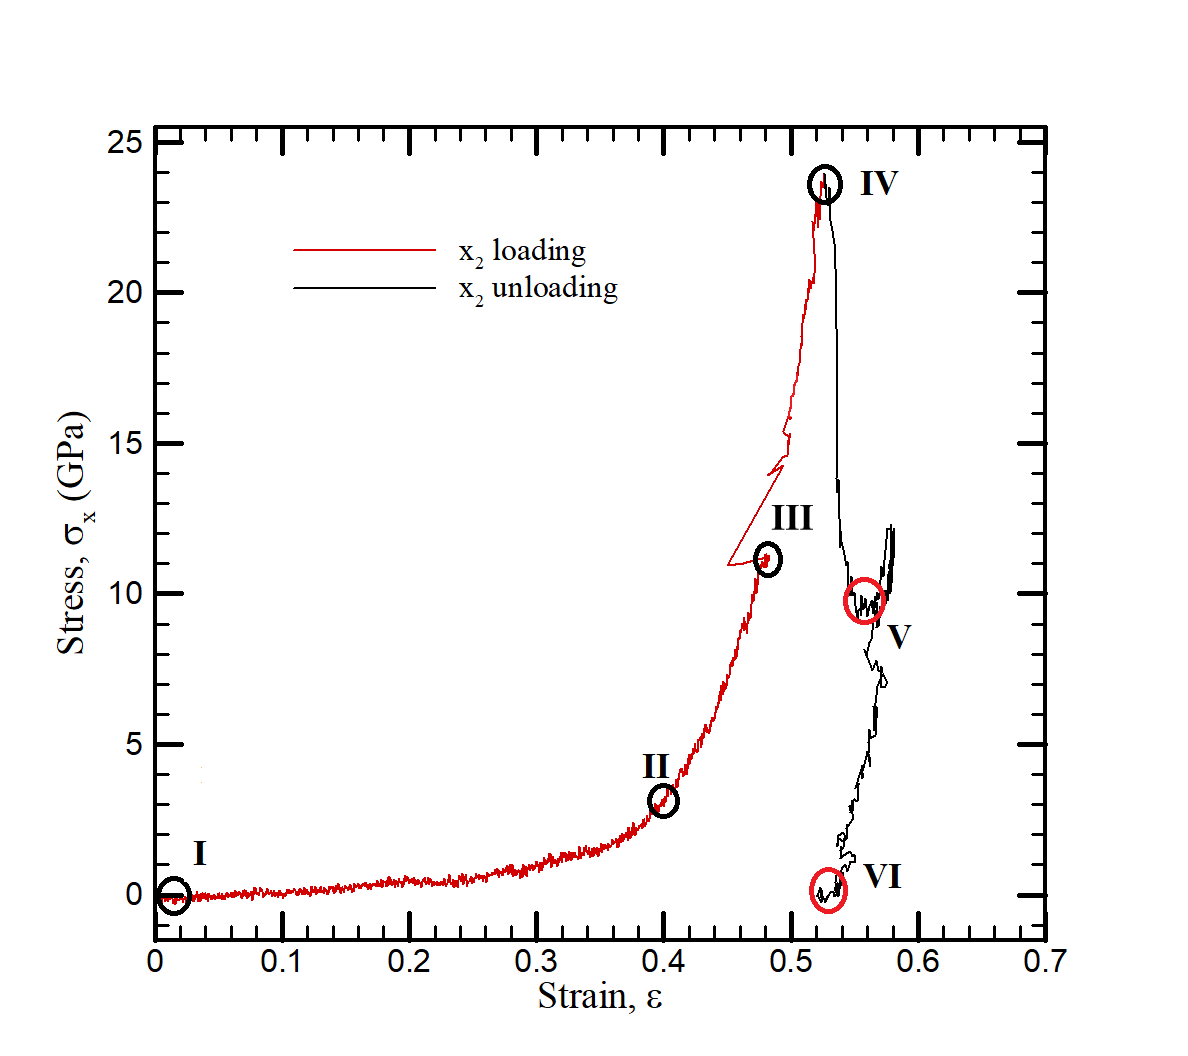 25
IV
x₂ loading
x₂ unloading
20
15
Stress, σₓ (GPa)
III
10
V
5
II
I
VI
0
0 0.1 0.2 0.3 0.4 0.5 0.6 0.7
Strain, ε